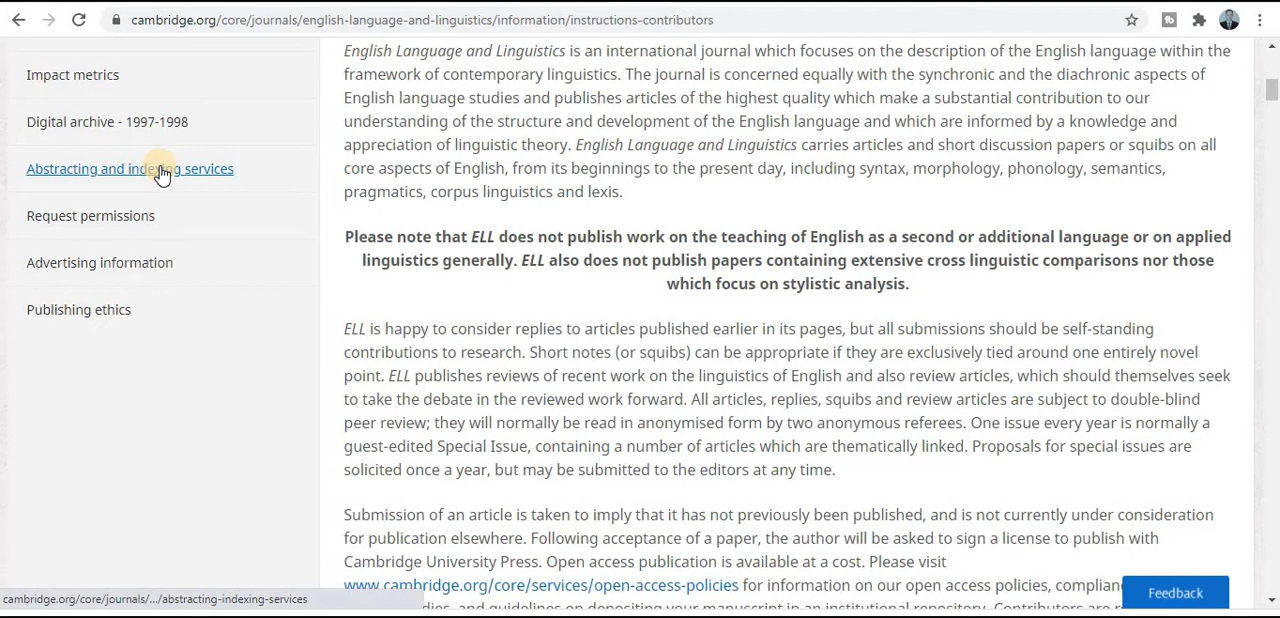 cambridge.org/core/journals/english-language-and-linguistics/information/instructions-contributors
Impact metrics
Digital archive - 1997-1998
Abstracting and indexing services
Request permissions
Advertising information
Publishing ethics
English Language and Linguistics is an international journal which focuses on the description of the English language within the
framework of contemporary linguistics. The journal is concerned equally with the synchronic and the diachronic aspects of
English language studies and publishes articles of the highest quality which make a substantial contribution to our
understanding of the structure and development of the English language and which are informed by a knowledge and
appreciation of linguistic theory. English Language and Linguistics carries articles and short discussion papers or squibs on all
core aspects of English, from its beginnings to the present day, including syntax, morphology, phonology, semantics,
pragmatics, corpus linguistics and lexis.
Please note that ELL does not publish work on the teaching of English as a second or additional language or on applied
linguistics generally. ELL also does not publish papers containing extensive cross linguistic comparisons nor those
which focus on stylistic analysis.
ELL is happy to consider replies to articles published earlier in its pages, but all submissions should be self-standing
contributions to research. Short notes (or squibs) can be appropriate if they are exclusively tied around one entirely novel
point. ELL publishes reviews of recent work on the linguistics of English and also review articles, which should themselves seek
to take the debate in the reviewed work forward. All articles, replies, squibs and review articles are subject to double-blind
peer review; they will normally be read in anonymised form by two anonymous referees. One issue every year is normally a
guest-edited Special Issue, containing a number of articles which are thematically linked. Proposals for special issues are
solicited once a year, but may be submitted to the editors at any time.
Submission of an article is taken to imply that it has not previously been published, and is not currently under consideration
for publication elsewhere. Following acceptance of a paper, the author will be asked to sign a license to publish with
Cambridge University Press. Open access publication is available at a cost. Please visit
www.cambridge.org/core/services/open-access-policies for information on our open access policies,
and guidelines on depositing your manuscript in an institutional repository. Contributors are
Feedback
cambridge.org/core/journals/.../abstracting-indexing-services